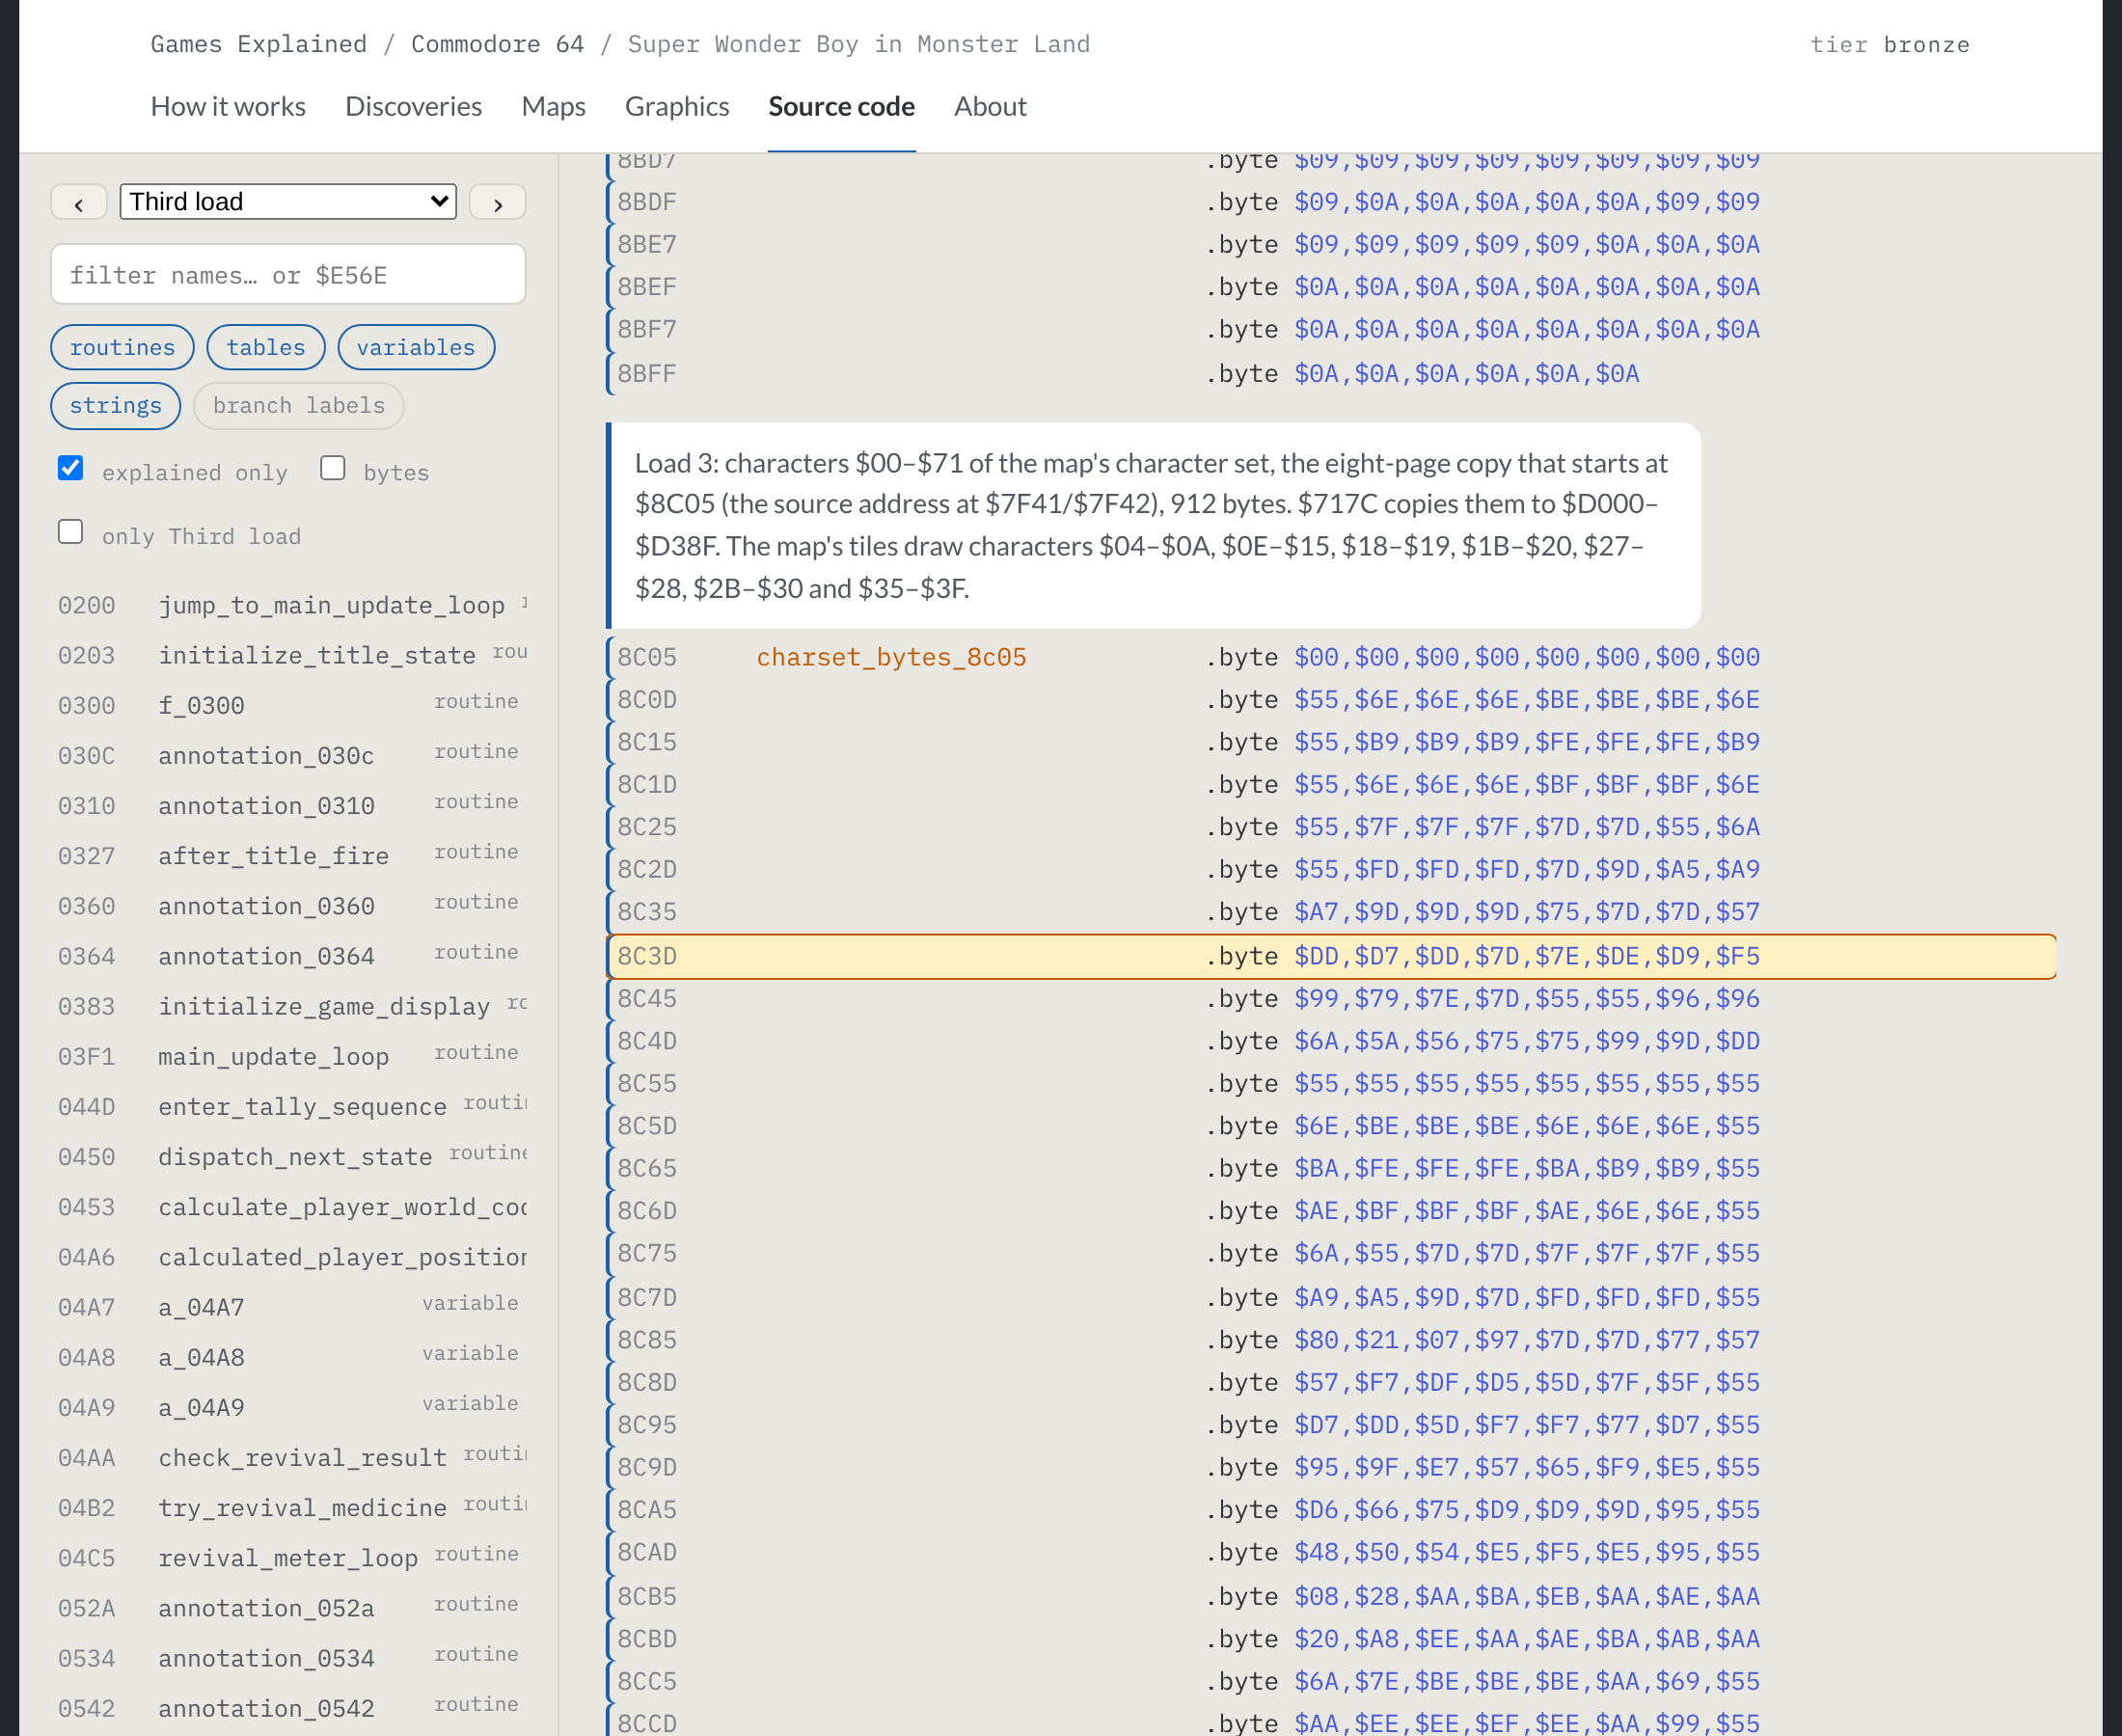 Games Explained / Commodore 64 / Super Wonder Boy in Monster Land
tier bronze
How it works Discoveries Maps Graphics Source code About
‹ Third load ›
filter names… or $E56E
routines tables variables
strings branch labels
explained only bytes
only Third load
0200 jump_to_main_update_loop
0203 initialize_title_state rou
0300 f_0300 routine
030C annotation_030c routine
0310 annotation_0310 routine
0327 after_title_fire routine
0360 annotation_0360 routine
0364 annotation_0364 routine
0383 initialize_game_display ro
03F1 main_update_loop routine
044D enter_tally_sequence routin
0450 dispatch_next_state routine
0453 calculate_player_world_coo
04A6 calculated_player_position
04A7 a_04A7 variable
04A8 a_04A8 variable
04A9 a_04A9 variable
04AA check_revival_result routin
04B2 try_revival_medicine routin
04C5 revival_meter_loop routine
052A annotation_052a routine
0534 annotation_0534 routine
0542 annotation_0542 routine
8BD7 .byte $09,$09,$09,$09,$09,$09,$09,$09
8BDF .byte $09,$0A,$0A,$0A,$0A,$0A,$09,$09
8BE7 .byte $09,$09,$09,$09,$09,$0A,$0A,$0A
8BEF .byte $0A,$0A,$0A,$0A,$0A,$0A,$0A,$0A
8BF7 .byte $0A,$0A,$0A,$0A,$0A,$0A,$0A,$0A
8BFF .byte $0A,$0A,$0A,$0A,$0A,$0A
Load 3: characters $00–$71 of the map's character set, the eight-page copy that starts at
$8C05 (the source address at $7F41/$7F42), 912 bytes. $717C copies them to $D000–
$D38F. The map's tiles draw characters $04–$0A, $0E–$15, $18–$19, $1B–$20, $27–
$28, $2B–$30 and $35–$3F.
8C05 charset_bytes_8c05 .byte $00,$00,$00,$00,$00,$00,$00,$00
8C0D .byte $55,$6E,$6E,$6E,$BE,$BE,$BE,$6E
8C15 .byte $55,$B9,$B9,$B9,$FE,$FE,$FE,$B9
8C1D .byte $55,$6E,$6E,$6E,$BF,$BF,$BF,$6E
8C25 .byte $55,$7F,$7F,$7F,$7D,$7D,$55,$6A
8C2D .byte $55,$FD,$FD,$FD,$7D,$9D,$A5,$A9
8C35 .byte $A7,$9D,$9D,$9D,$75,$7D,$7D,$57
8C3D .byte $DD,$D7,$DD,$7D,$7E,$DE,$D9,$F5
8C45 .byte $99,$79,$7E,$7D,$55,$55,$96,$96
8C4D .byte $6A,$5A,$56,$75,$75,$99,$9D,$DD
8C55 .byte $55,$55,$55,$55,$55,$55,$55,$55
8C5D .byte $6E,$BE,$BE,$BE,$6E,$6E,$6E,$55
8C65 .byte $BA,$FE,$FE,$FE,$BA,$B9,$B9,$55
8C6D .byte $AE,$BF,$BF,$BF,$AE,$6E,$6E,$55
8C75 .byte $6A,$55,$7D,$7D,$7F,$7F,$7F,$55
8C7D .byte $A9,$A5,$9D,$7D,$FD,$FD,$FD,$55
8C85 .byte $80,$21,$07,$97,$7D,$7D,$77,$57
8C8D .byte $57,$F7,$DF,$D5,$5D,$7F,$5F,$55
8C95 .byte $D7,$DD,$5D,$F7,$F7,$77,$D7,$55
8C9D .byte $95,$9F,$E7,$57,$65,$F9,$E5,$55
8CA5 .byte $D6,$66,$75,$D9,$D9,$9D,$95,$55
8CAD .byte $48,$50,$54,$E5,$F5,$E5,$95,$55
8CB5 .byte $08,$28,$AA,$BA,$EB,$AA,$AE,$AA
8CBD .byte $20,$A8,$EE,$AA,$AE,$BA,$AB,$AA
8CC5 .byte $6A,$7E,$BE,$BE,$BE,$AA,$69,$55
8CCD .byte $AA,$EE,$EE,$EF,$EE,$AA,$99,$55